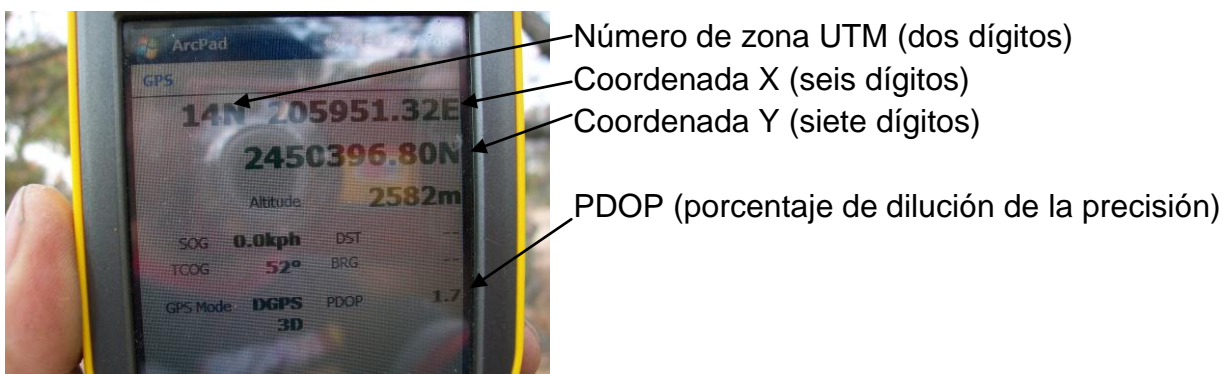 ArcPad
GPS
14N 205951.32E
2450396.80N
Altitude 2582m
SOG 0.0kph DST --
TCOG 52° BRG --
GPS Mode DGPS PDOP 1.7
3D
Número de zona UTM (dos dígitos)
Coordenada X (seis dígitos)
Coordenada Y (siete dígitos)
PDOP (porcentaje de dilución de la precisión)